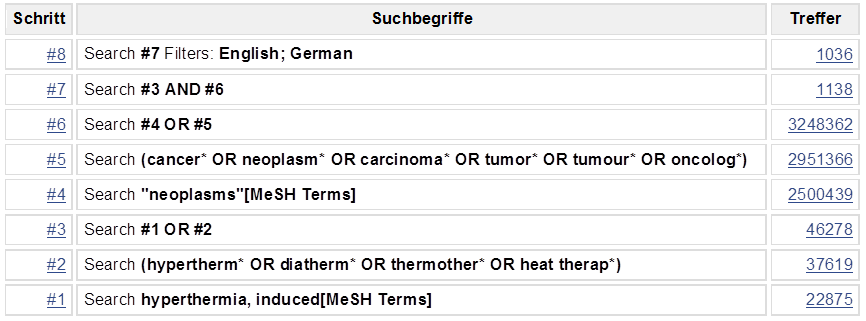 Schritt Suchbegriffe Treffer
#8 Search #7 Filters: English; German 1036
#7 Search #3 AND #6 1138
#6 Search #4 OR #5 3248362
#5 Search (cancer* OR neoplasm* OR carcinoma* OR tumor* OR tumour* OR oncolog*) 2951366
#4 Search "neoplasms"[MeSH Terms] 2500439
#3 Search #1 OR #2 46278
#2 Search (hypertherm* OR diatherm* OR thermother* OR heat therap*) 37619
#1 Search hyperthermia, induced[MeSH Terms] 22875